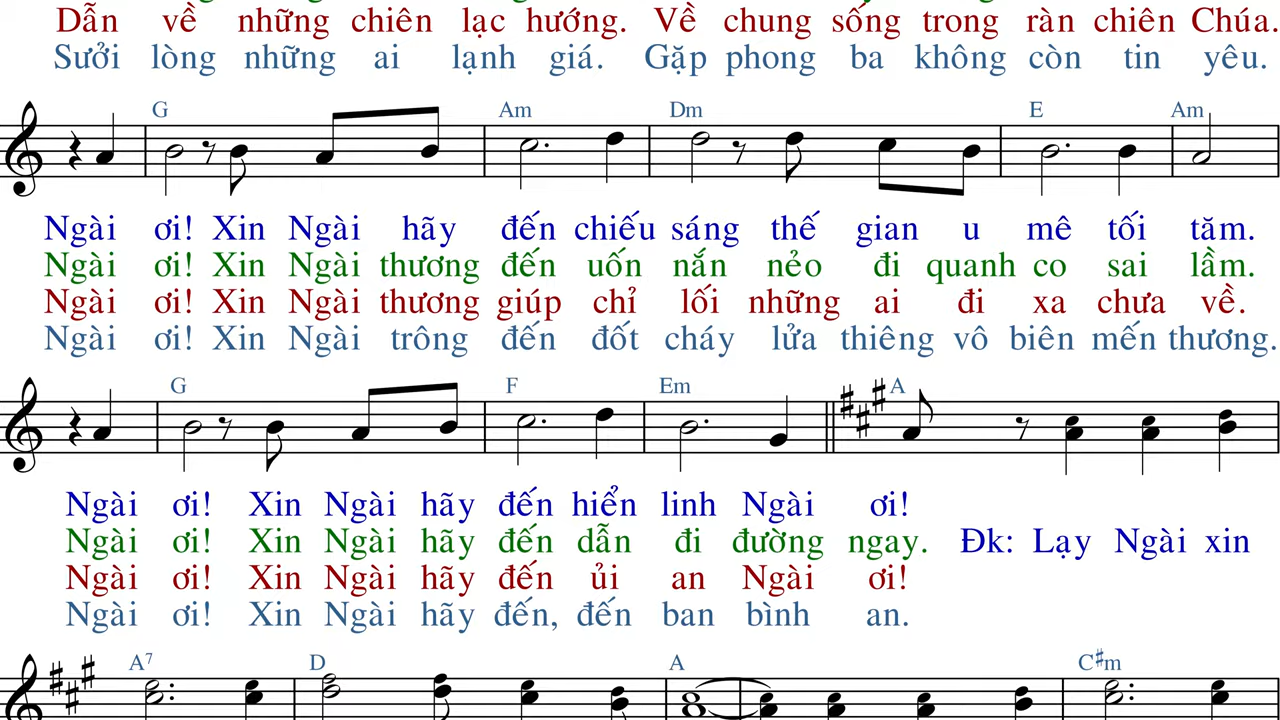 Dẫn về những chiên lạc hướng. Về chung sống trong ràn chiên Chúa.
Sưởi lòng những ai lạnh giá. Gặp phong ba không còn tin yêu.
G Am Dm E Am
Ngài ơi! Xin Ngài hãy đến chiếu sáng thế gian u mê tối tăm.
Ngài ơi! Xin Ngài thương đến uốn nắn nẻo đi quanh co sai lầm.
Ngài ơi! Xin Ngài thương giúp chỉ lối những ai đi xa chưa về.
Ngài ơi! Xin Ngài trông đến đốt cháy lửa thiêng vô biên mến thương.
G F Em A
Ngài ơi! Xin Ngài hãy đến hiển linh Ngài ơi!
Ngài ơi! Xin Ngài hãy đến dẫn đi đường ngay. Đk: Lạy Ngài xin
Ngài ơi! Xin Ngài hãy đến ủi an Ngài ơi!
Ngài ơi! Xin Ngài hãy đến, đến ban bình an.
A7 D A C#m